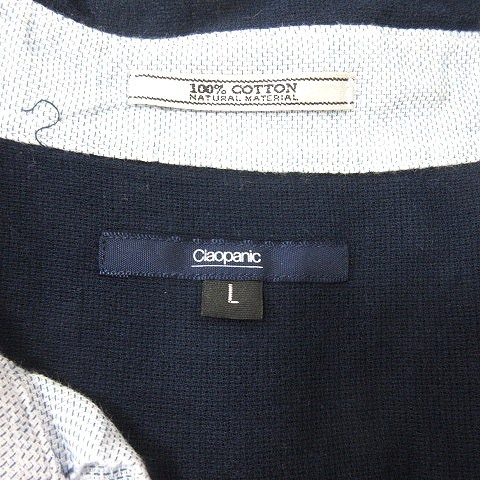 100% COTTON
NATURAL MATERIAL
Ciaopanic
L